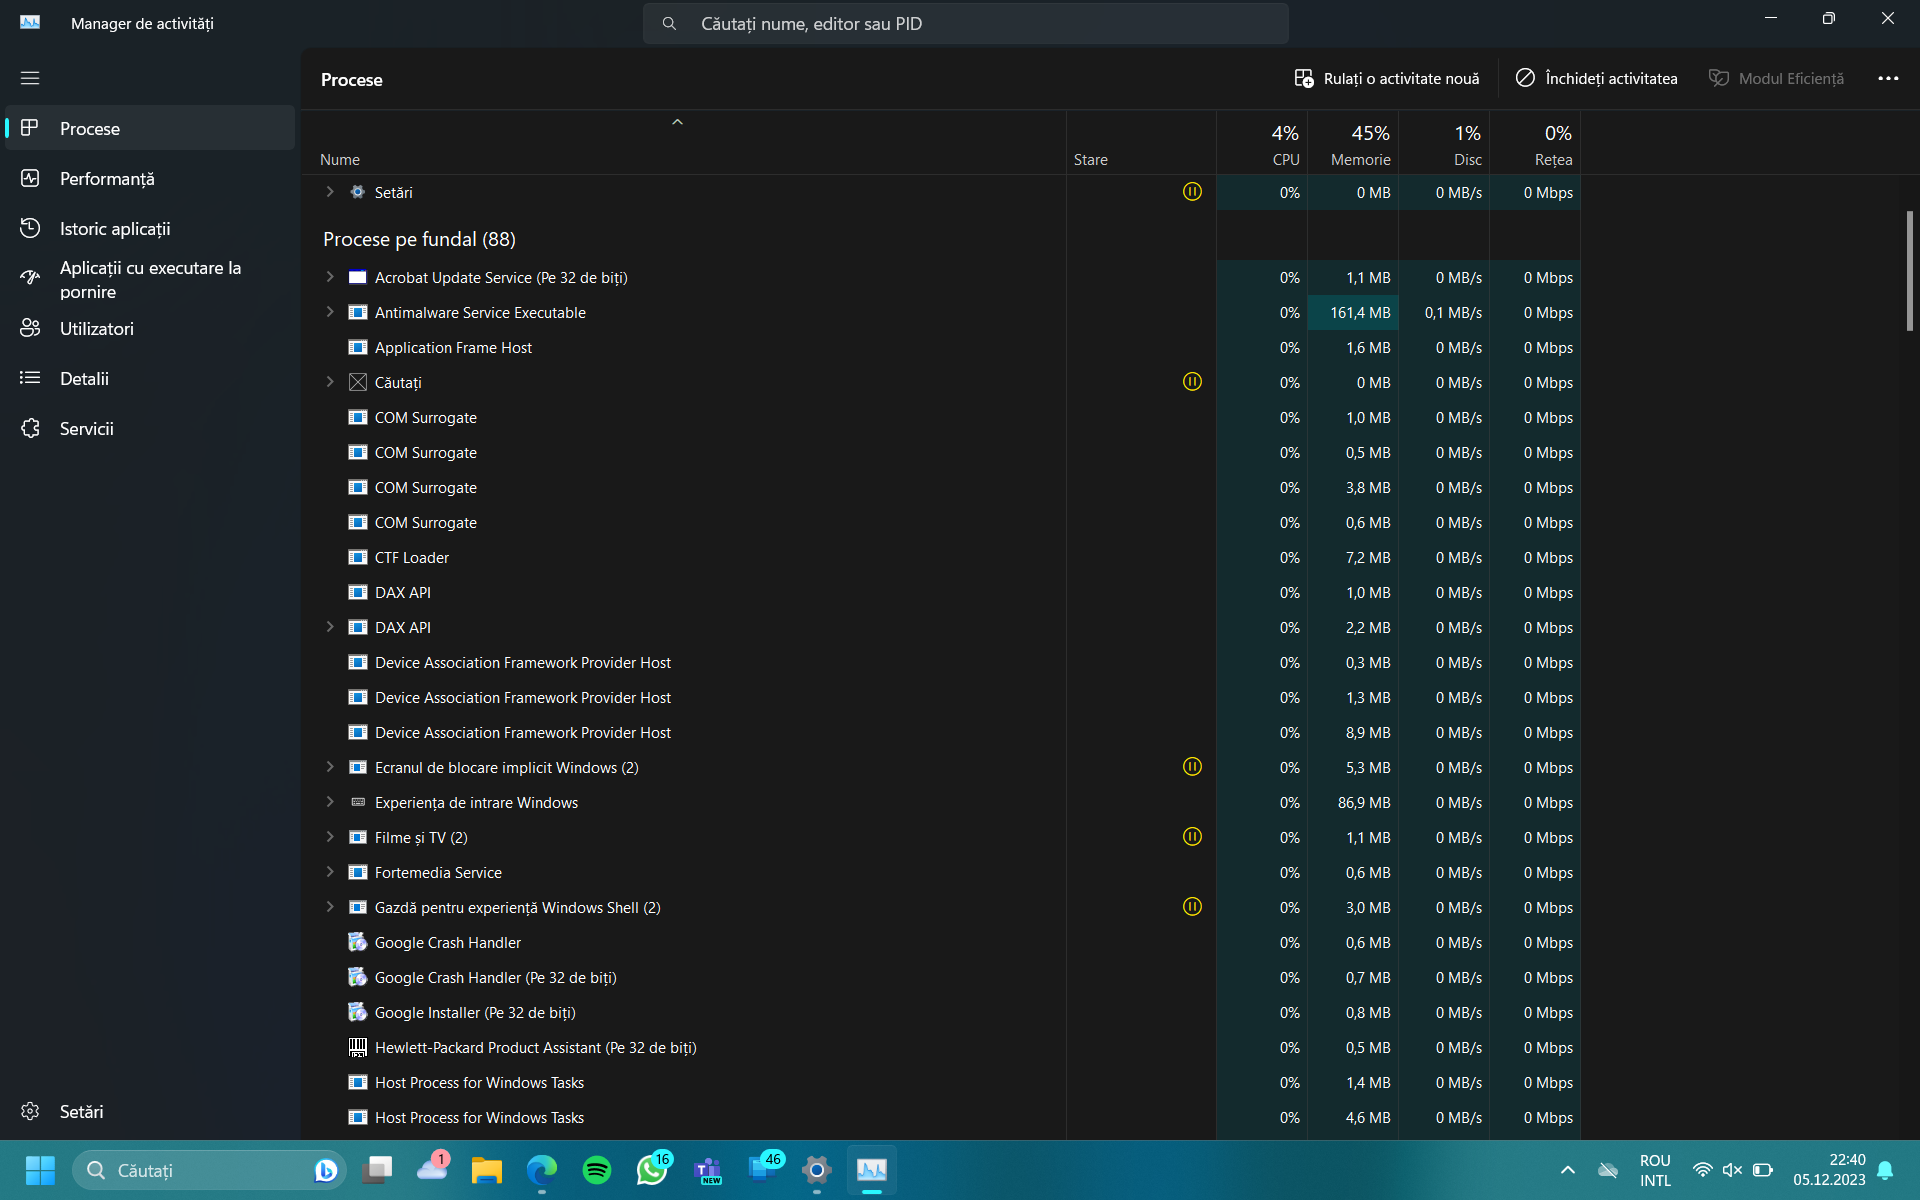 Manager de activități
Căutați nume, editor sau PID
Procese
Performanță
Istoric aplicații
Aplicații cu executare la
pornire
Utilizatori
Detalii
Servicii
Setări
Procese
Rulați o activitate nouă
Închideți activitatea
Modul Eficiență
4% 45% 1% 0%
Nume Stare CPU Memorie Disc Rețea
Setări 0% 0 MB 0 MB/s 0 Mbps
Procese pe fundal (88)
Acrobat Update Service (Pe 32 de biți) 0% 1,1 MB 0 MB/s 0 Mbps
Antimalware Service Executable 0% 161,4 MB 0,1 MB/s 0 Mbps
Application Frame Host 0% 1,6 MB 0 MB/s 0 Mbps
Căutați 0% 0 MB 0 MB/s 0 Mbps
COM Surrogate 0% 1,0 MB 0 MB/s 0 Mbps
COM Surrogate 0% 0,5 MB 0 MB/s 0 Mbps
COM Surrogate 0% 3,8 MB 0 MB/s 0 Mbps
COM Surrogate 0% 0,6 MB 0 MB/s 0 Mbps
CTF Loader 0% 7,2 MB 0 MB/s 0 Mbps
DAX API 0% 1,0 MB 0 MB/s 0 Mbps
DAX API 0% 2,2 MB 0 MB/s 0 Mbps
Device Association Framework Provider Host 0% 0,3 MB 0 MB/s 0 Mbps
Device Association Framework Provider Host 0% 1,3 MB 0 MB/s 0 Mbps
Device Association Framework Provider Host 0% 8,9 MB 0 MB/s 0 Mbps
Ecranul de blocare implicit Windows (2) 0% 5,3 MB 0 MB/s 0 Mbps
Experiența de intrare Windows 0% 86,9 MB 0 MB/s 0 Mbps
Filme și TV (2) 0% 1,1 MB 0 MB/s 0 Mbps
Fortemedia Service 0% 0,6 MB 0 MB/s 0 Mbps
Gazdă pentru experiență Windows Shell (2) 0% 3,0 MB 0 MB/s 0 Mbps
Google Crash Handler 0% 0,6 MB 0 MB/s 0 Mbps
Google Crash Handler (Pe 32 de biți) 0% 0,7 MB 0 MB/s 0 Mbps
Google Installer (Pe 32 de biți) 0% 0,8 MB 0 MB/s 0 Mbps
Hewlett-Packard Product Assistant (Pe 32 de biți) 0% 0,5 MB 0 MB/s 0 Mbps
Host Process for Windows Tasks 0% 1,4 MB 0 MB/s 0 Mbps
Host Process for Windows Tasks 0% 4,6 MB 0 MB/s 0 Mbps
Căutați
1
16
NEW
46
ROU
INTL
22:40
05.12.2023